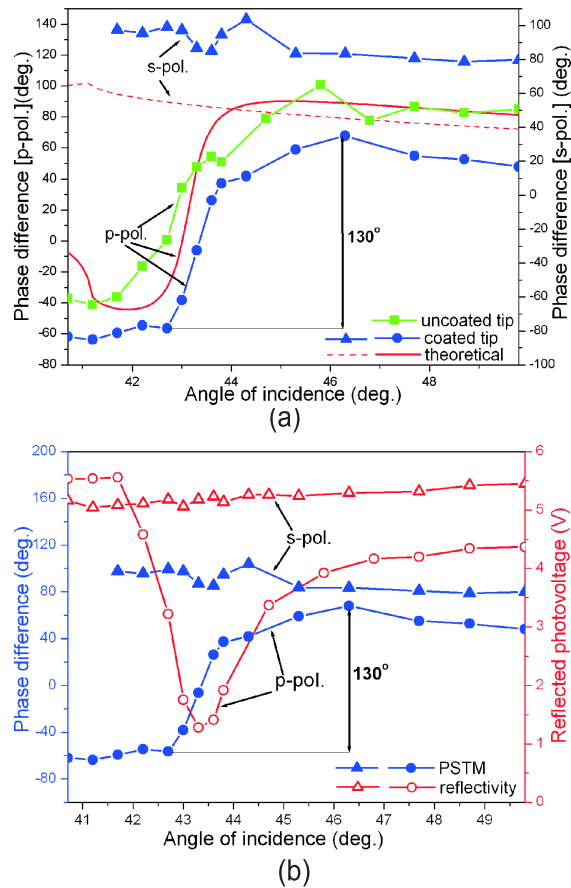 140
120
100
80
60
40
20
0
-20
-40
-60
-80
100
80
60
40
20
0
-20
-40
-60
-80
-100
Phase difference [p-pol.](deg.)
Phase difference [s-pol.] (deg.)
s-pol.
p-pol.
130°
uncoated tip
coated tip
theoretical
42 44 46 48
Angle of incidence (deg.)
(a)
200
160
120
80
40
0
-40
-80
6
5
4
3
2
1
0
Phase difference (deg.)
Reflected photovoltage (V)
s-pol.
p-pol.
130°
PSTM
reflectivity
41 42 43 44 45 46 47 48 49
Angle of incidence (deg.)
(b)